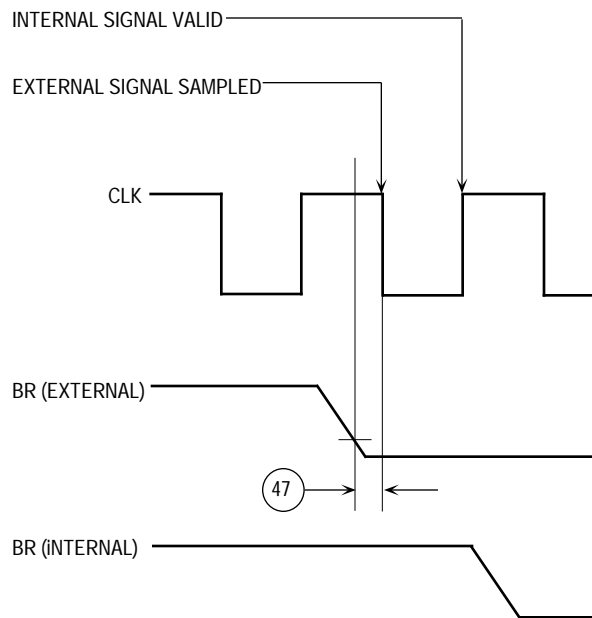 INTERNAL SIGNAL VALID
EXTERNAL SIGNAL SAMPLED
CLK
BR (EXTERNAL)
47
BR (iNTERNAL)